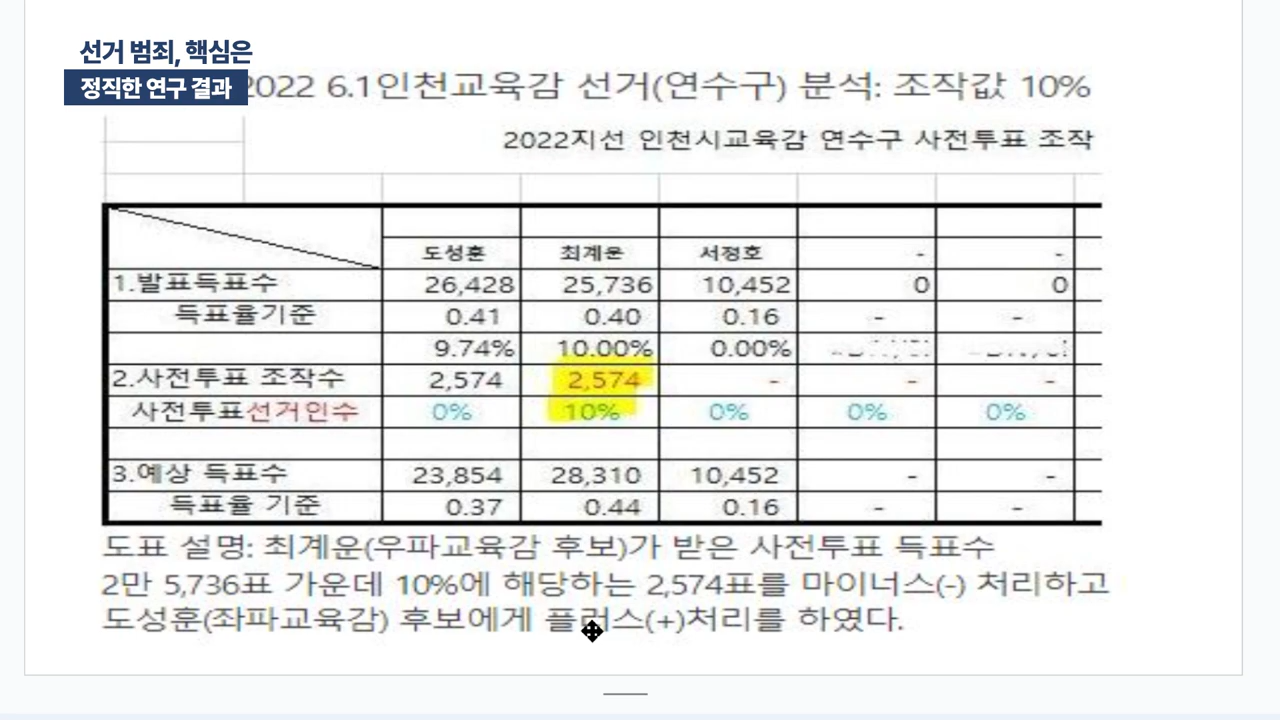 선거 범죄, 핵심은
정직한 연구 결과
2022 6.1인천교육감 선거(연수구) 분석: 조작값 10%
2022지선 인천시교육감 연수구 사전투표 조작
도성훈 최계운 서정호 - -
1.발표득표수 26,428 25,736 10,452 0 0
득표율기준 0.41 0.40 0.16 - -
9.74% 10.00% 0.00%
2.사전투표 조작수 2,574 2,574 - - -
사전투표선거인수 0% 10% 0% 0% 0%
3.예상 득표수 23,854 28,310 10,452 - -
득표율 기준 0.37 0.44 0.16 - -
도표 설명: 최계운(우파교육감 후보)가 받은 사전투표 득표수
2만 5,736표 가운데 10%에 해당하는 2,574표를 마이너스(-) 처리하고
도성훈(좌파교육감) 후보에게 플러스(+)처리를 하였다.